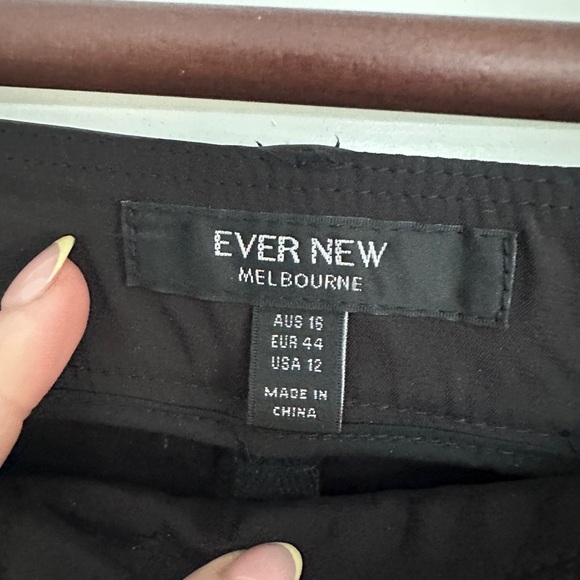 EVER NEW
MELBOURNE
AUS 16
EUR 44
USA 12
MADE IN
CHINA